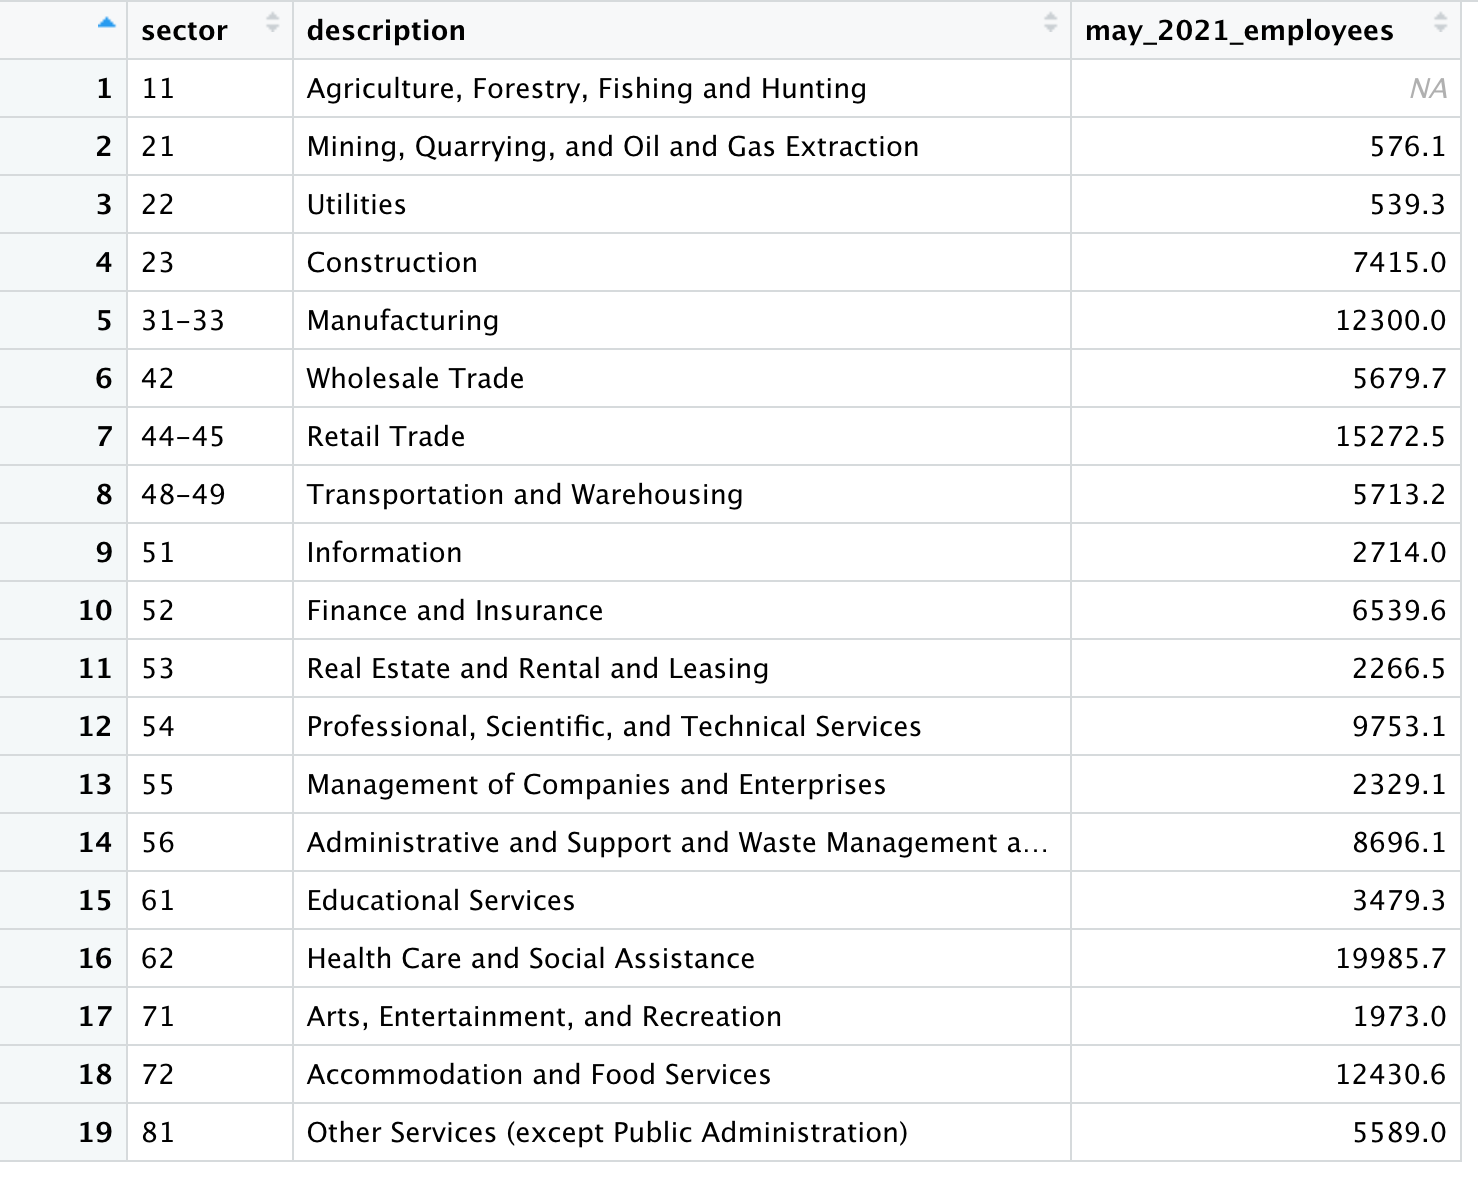 sector description may_2021_employees
1 11 Agriculture, Forestry, Fishing and Hunting NA
2 21 Mining, Quarrying, and Oil and Gas Extraction 576.1
3 22 Utilities 539.3
4 23 Construction 7415.0
5 31-33 Manufacturing 12300.0
6 42 Wholesale Trade 5679.7
7 44-45 Retail Trade 15272.5
8 48-49 Transportation and Warehousing 5713.2
9 51 Information 2714.0
10 52 Finance and Insurance 6539.6
11 53 Real Estate and Rental and Leasing 2266.5
12 54 Professional, Scientific, and Technical Services 9753.1
13 55 Management of Companies and Enterprises 2329.1
14 56 Administrative and Support and Waste Management a... 8696.1
15 61 Educational Services 3479.3
16 62 Health Care and Social Assistance 19985.7
17 71 Arts, Entertainment, and Recreation 1973.0
18 72 Accommodation and Food Services 12430.6
19 81 Other Services (except Public Administration) 5589.0